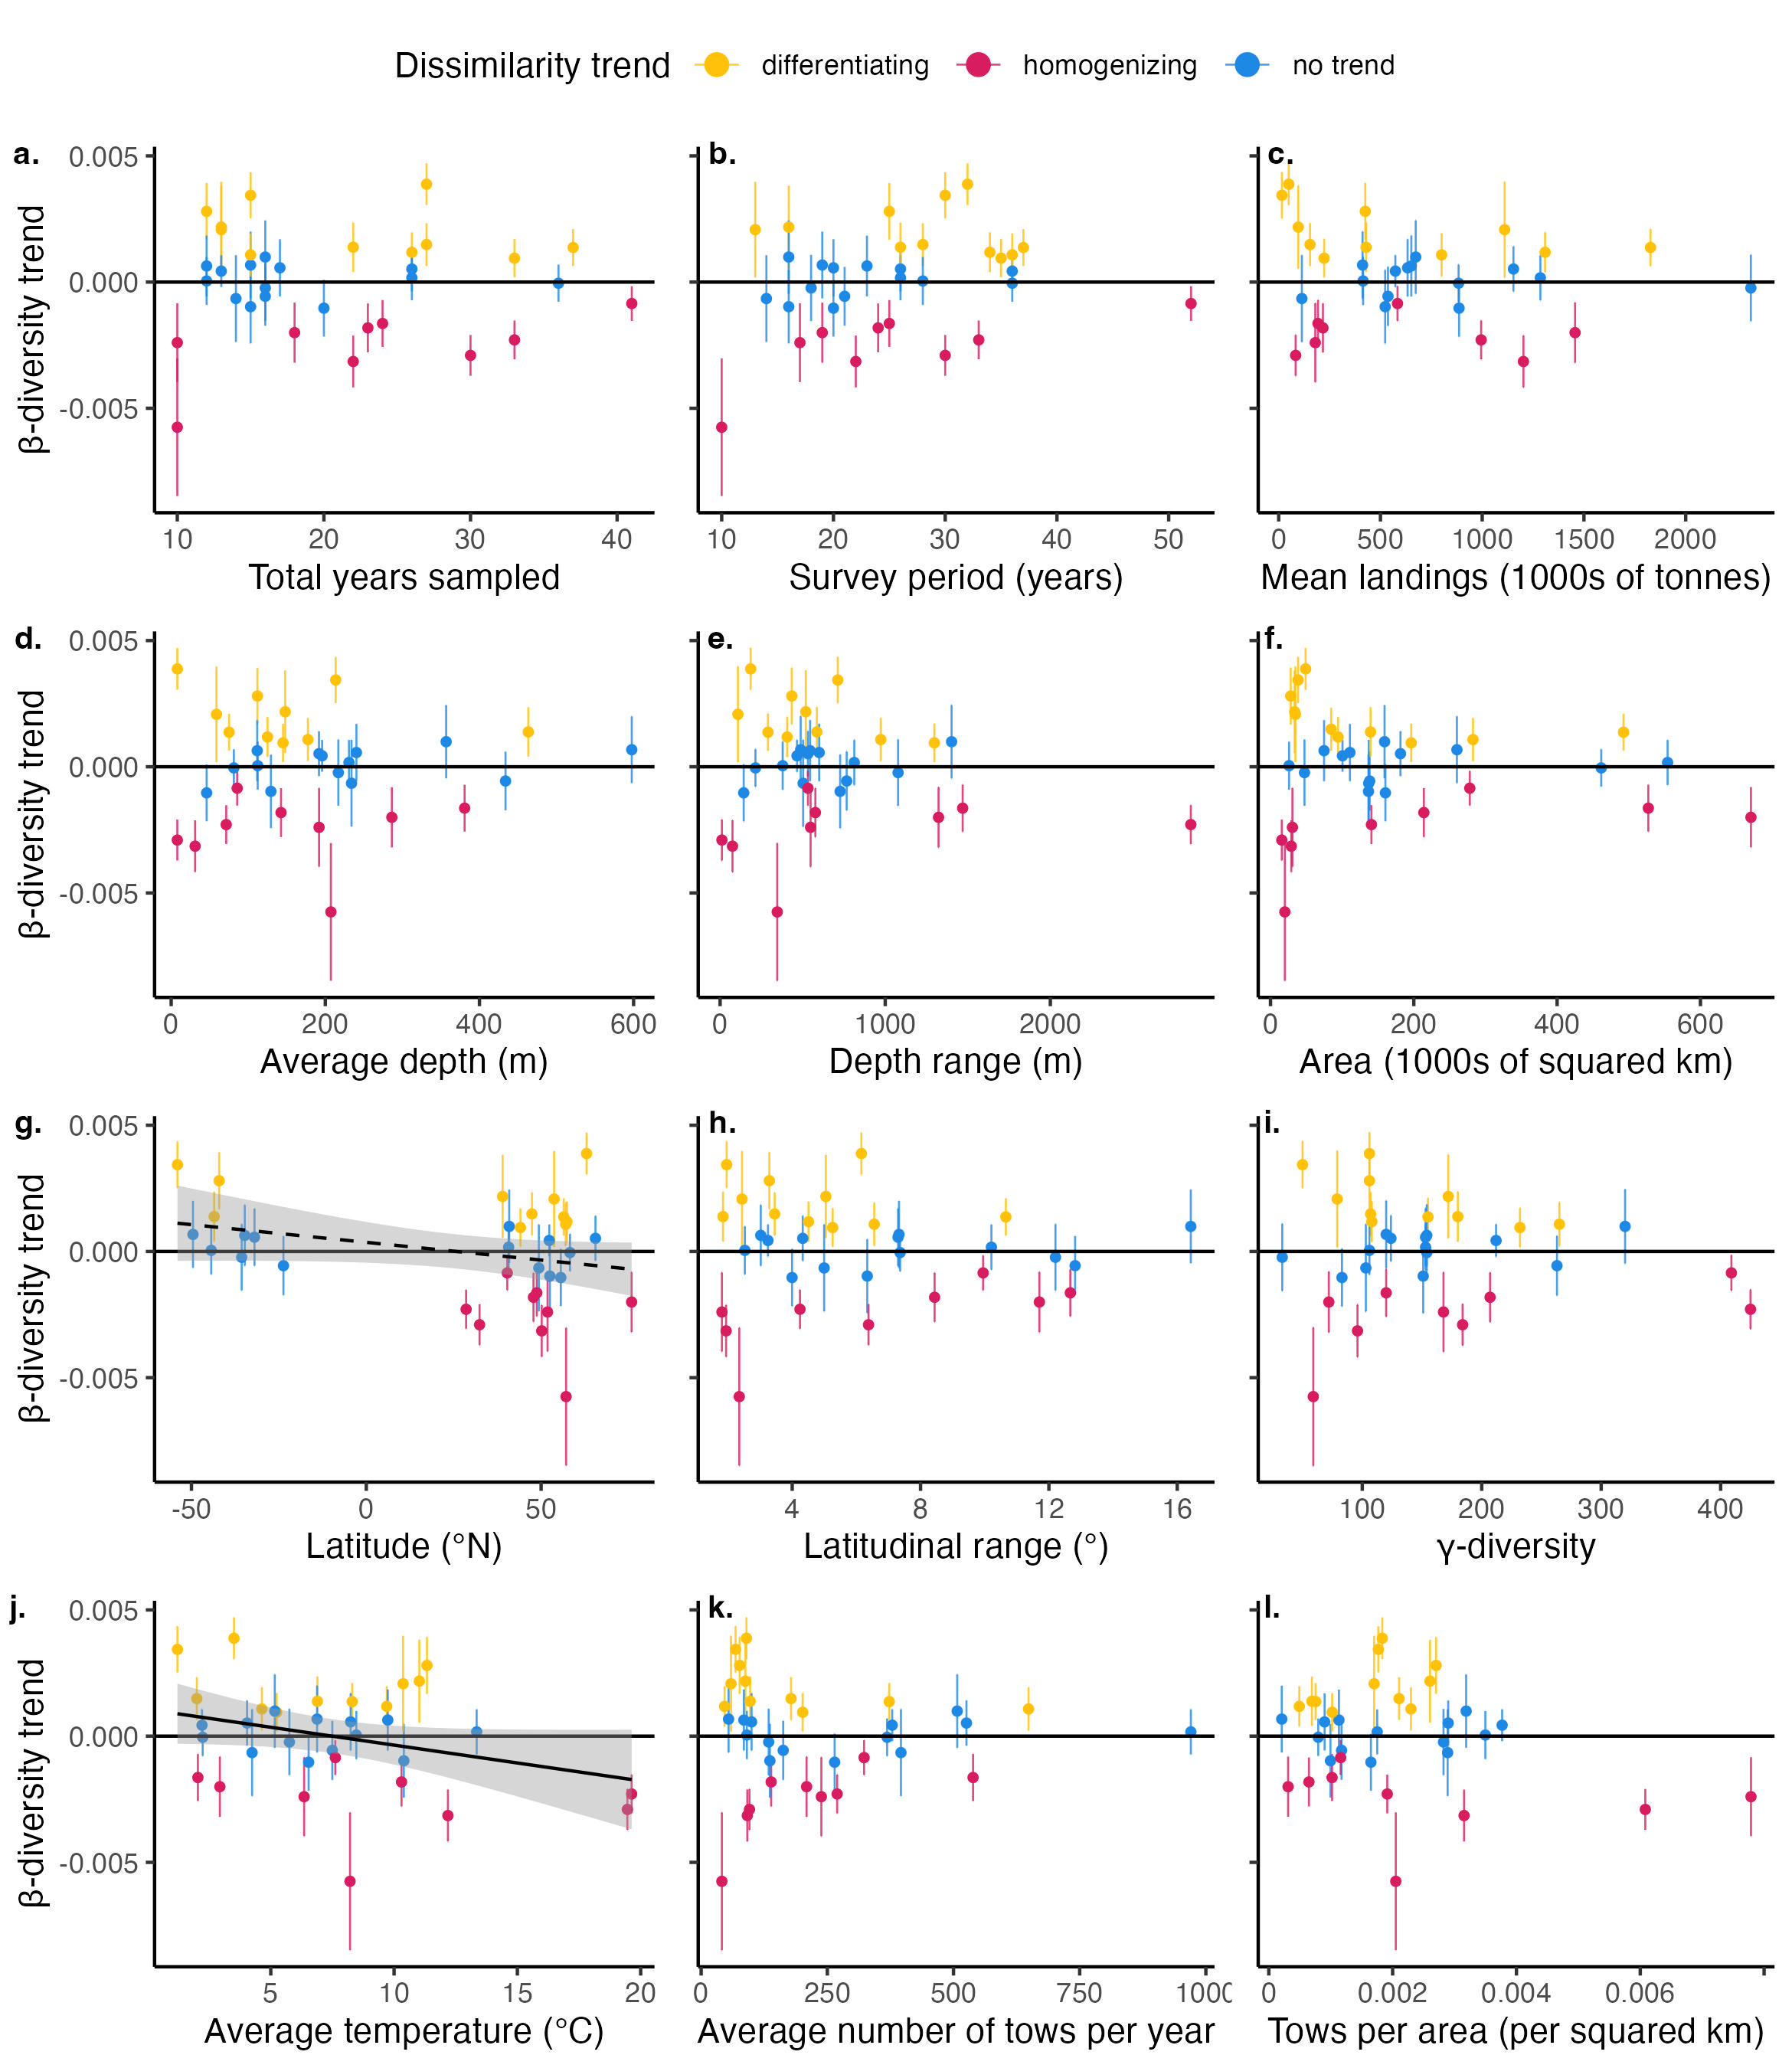 Dissimilarity trend differentiating homogenizing no trend
a. b. c.
β-diversity trend
0.005
0.000
-0.005
10 20 30 40
10 20 30 40 50
0 500 1000 1500 2000
Total years sampled
Survey period (years)
Mean landings (1000s of tonnes)
d. e. f.
β-diversity trend
0.005
0.000
-0.005
0 200 400 600
0 1000 2000
0 200 400 600
Average depth (m)
Depth range (m)
Area (1000s of squared km)
g. h. i.
β-diversity trend
0.005
0.000
-0.005
-50 0 50
4 8 12 16
100 200 300 400
Latitude (°N)
Latitudinal range (°)
γ-diversity
j. k. l.
β-diversity trend
0.005
0.000
-0.005
5 10 15 20
0 250 500 750 1000
0 0.002 0.004 0.006
Average temperature (°C)
Average number of tows per year
Tows per area (per squared km)